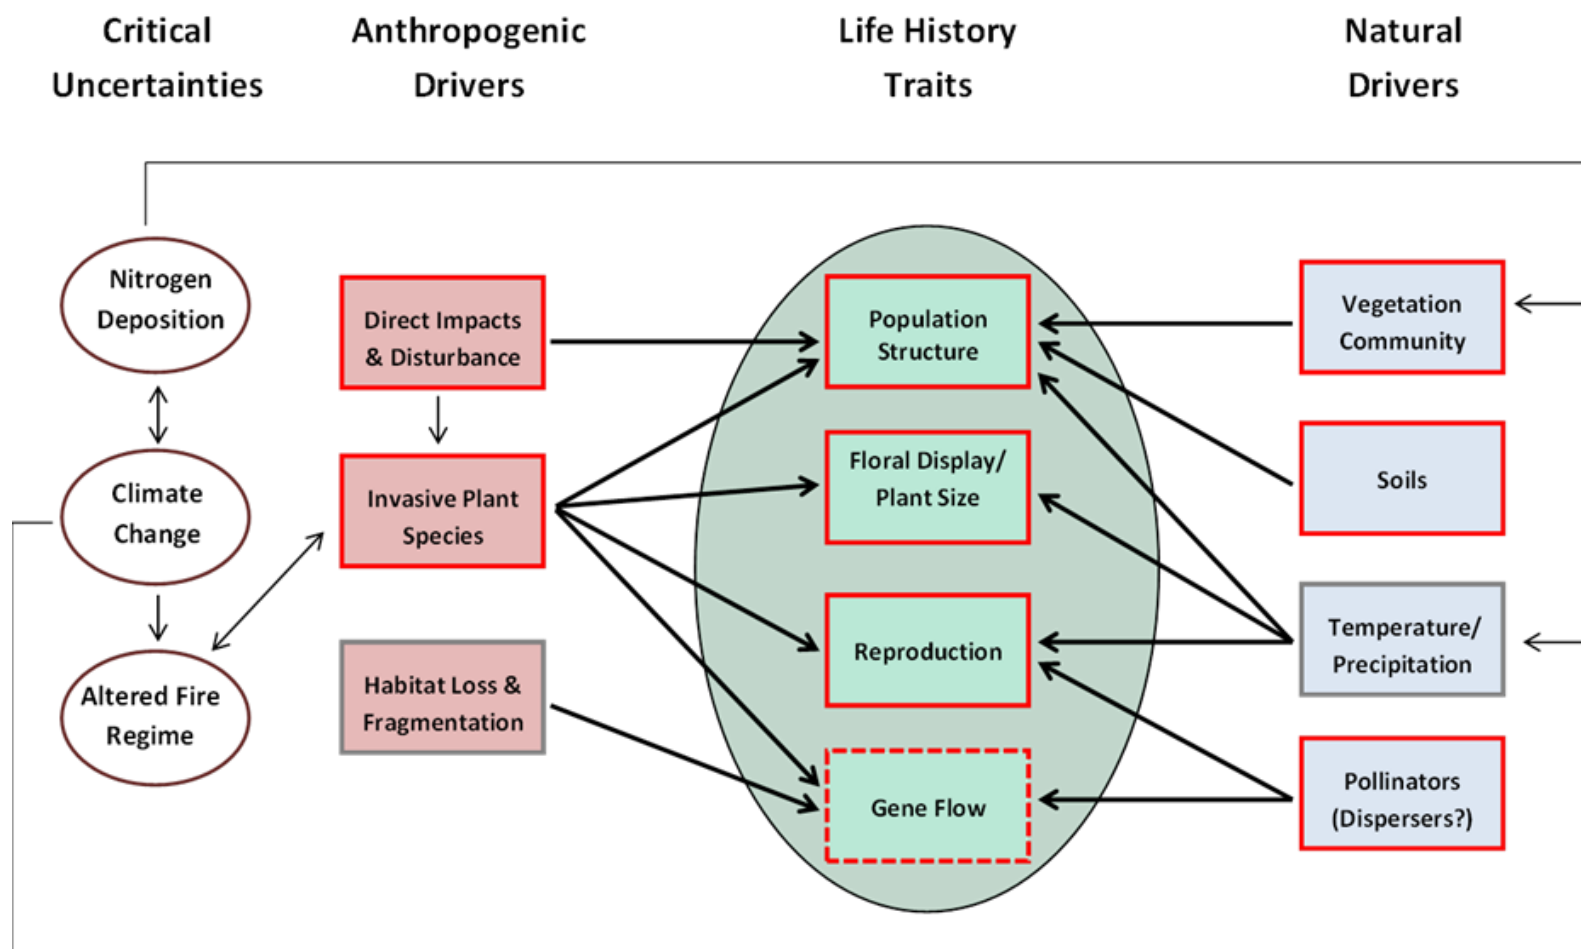 Critical
Uncertainties
Anthropogenic
Drivers
Life History
Traits
Natural
Drivers
Nitrogen
Deposition
Climate
Change
Altered Fire
Regime
Direct Impacts
& Disturbance
Invasive Plant
Species
Habitat Loss &
Fragmentation
Population
Structure
Floral Display/
Plant Size
Reproduction
Gene Flow
Vegetation
Community
Soils
Temperature/
Precipitation
Pollinators
(Dispersers?)